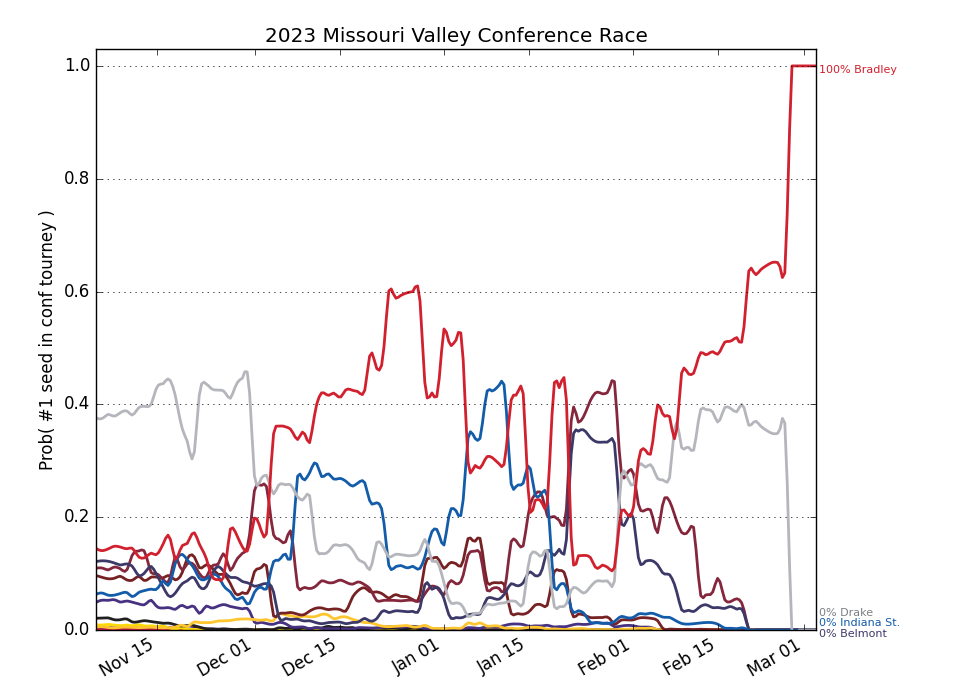 2023 Missouri Valley Conference Race
Prob( #1 seed in conf tourney )
1.0
0.8
0.6
0.4
0.2
0.0
100% Bradley
0% Drake
0% Indiana St.
0% Belmont
Nov 15
Dec 01
Dec 15
Jan 01
Jan 15
Feb 01
Feb 15
Mar 01